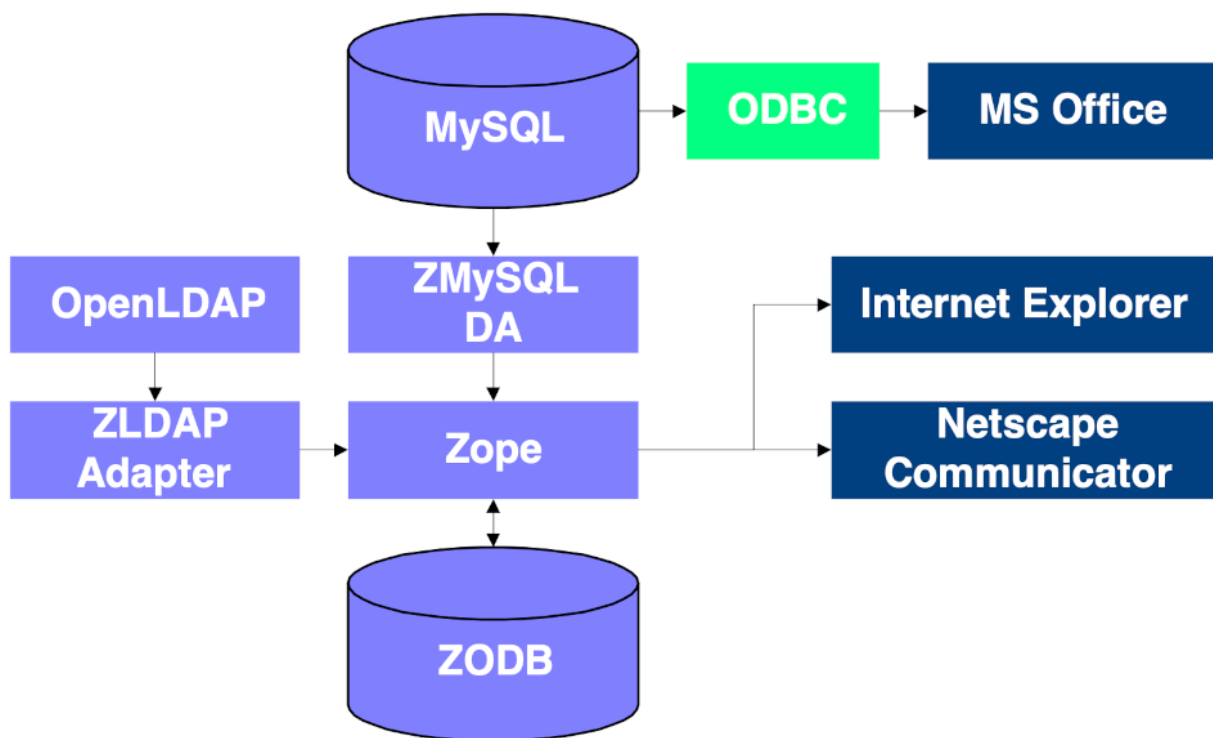 MySQL
ODBC
MS Office
OpenLDAP
ZMySQL
DA
Internet Explorer
ZLDAP
Adapter
Zope
Netscape
Communicator
ZODB